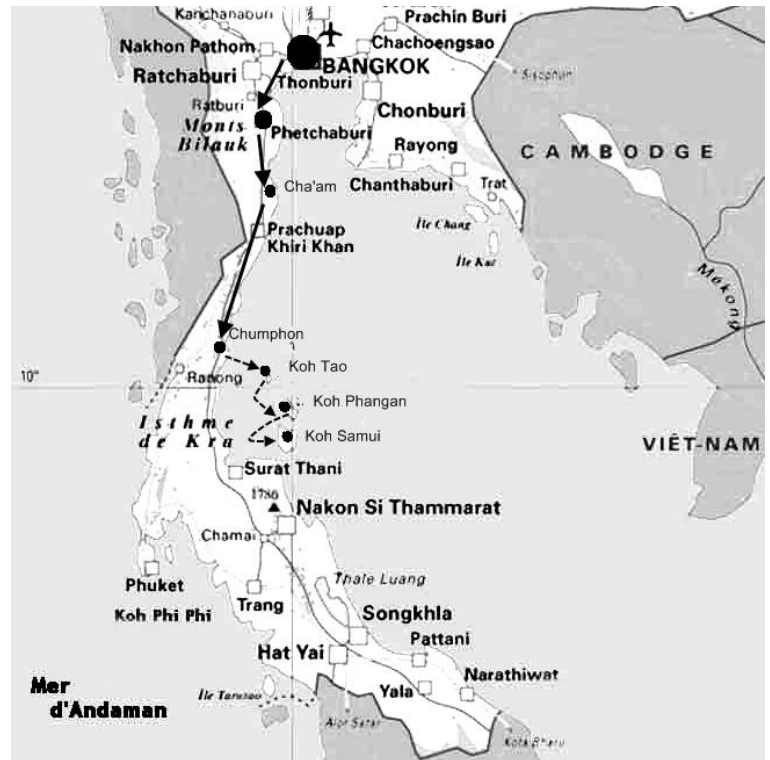 Kanchanaburi
Prachin Buri
Nakhon Pathom
Chachoengsao
BANGKOK
Ratchaburi
Thonburi
Sisophon
Ratburi
Chonburi
Monts
Bilauk
Phetchaburi
Rayong
CAMBODGE
Cha'am
Chanthaburi
Trat
Île Chang
Prachuap
Khiri Khan
Île Kut
Mékong
Chumphon
Koh Tao
Ranong
10°
Koh Phangan
Isthme
de Kra
Koh Samui
VIÊT-NAM
Surat Thani
1786
Nakon Si Thammarat
Chamai
Thale Luang
Phuket
Trang
Koh Phi Phi
Songkhla
Pattani
Hat Yai
Narathiwat
Mer
d'Andaman
Yala
Île Tarutao
Alor Setar
Kota Bharu